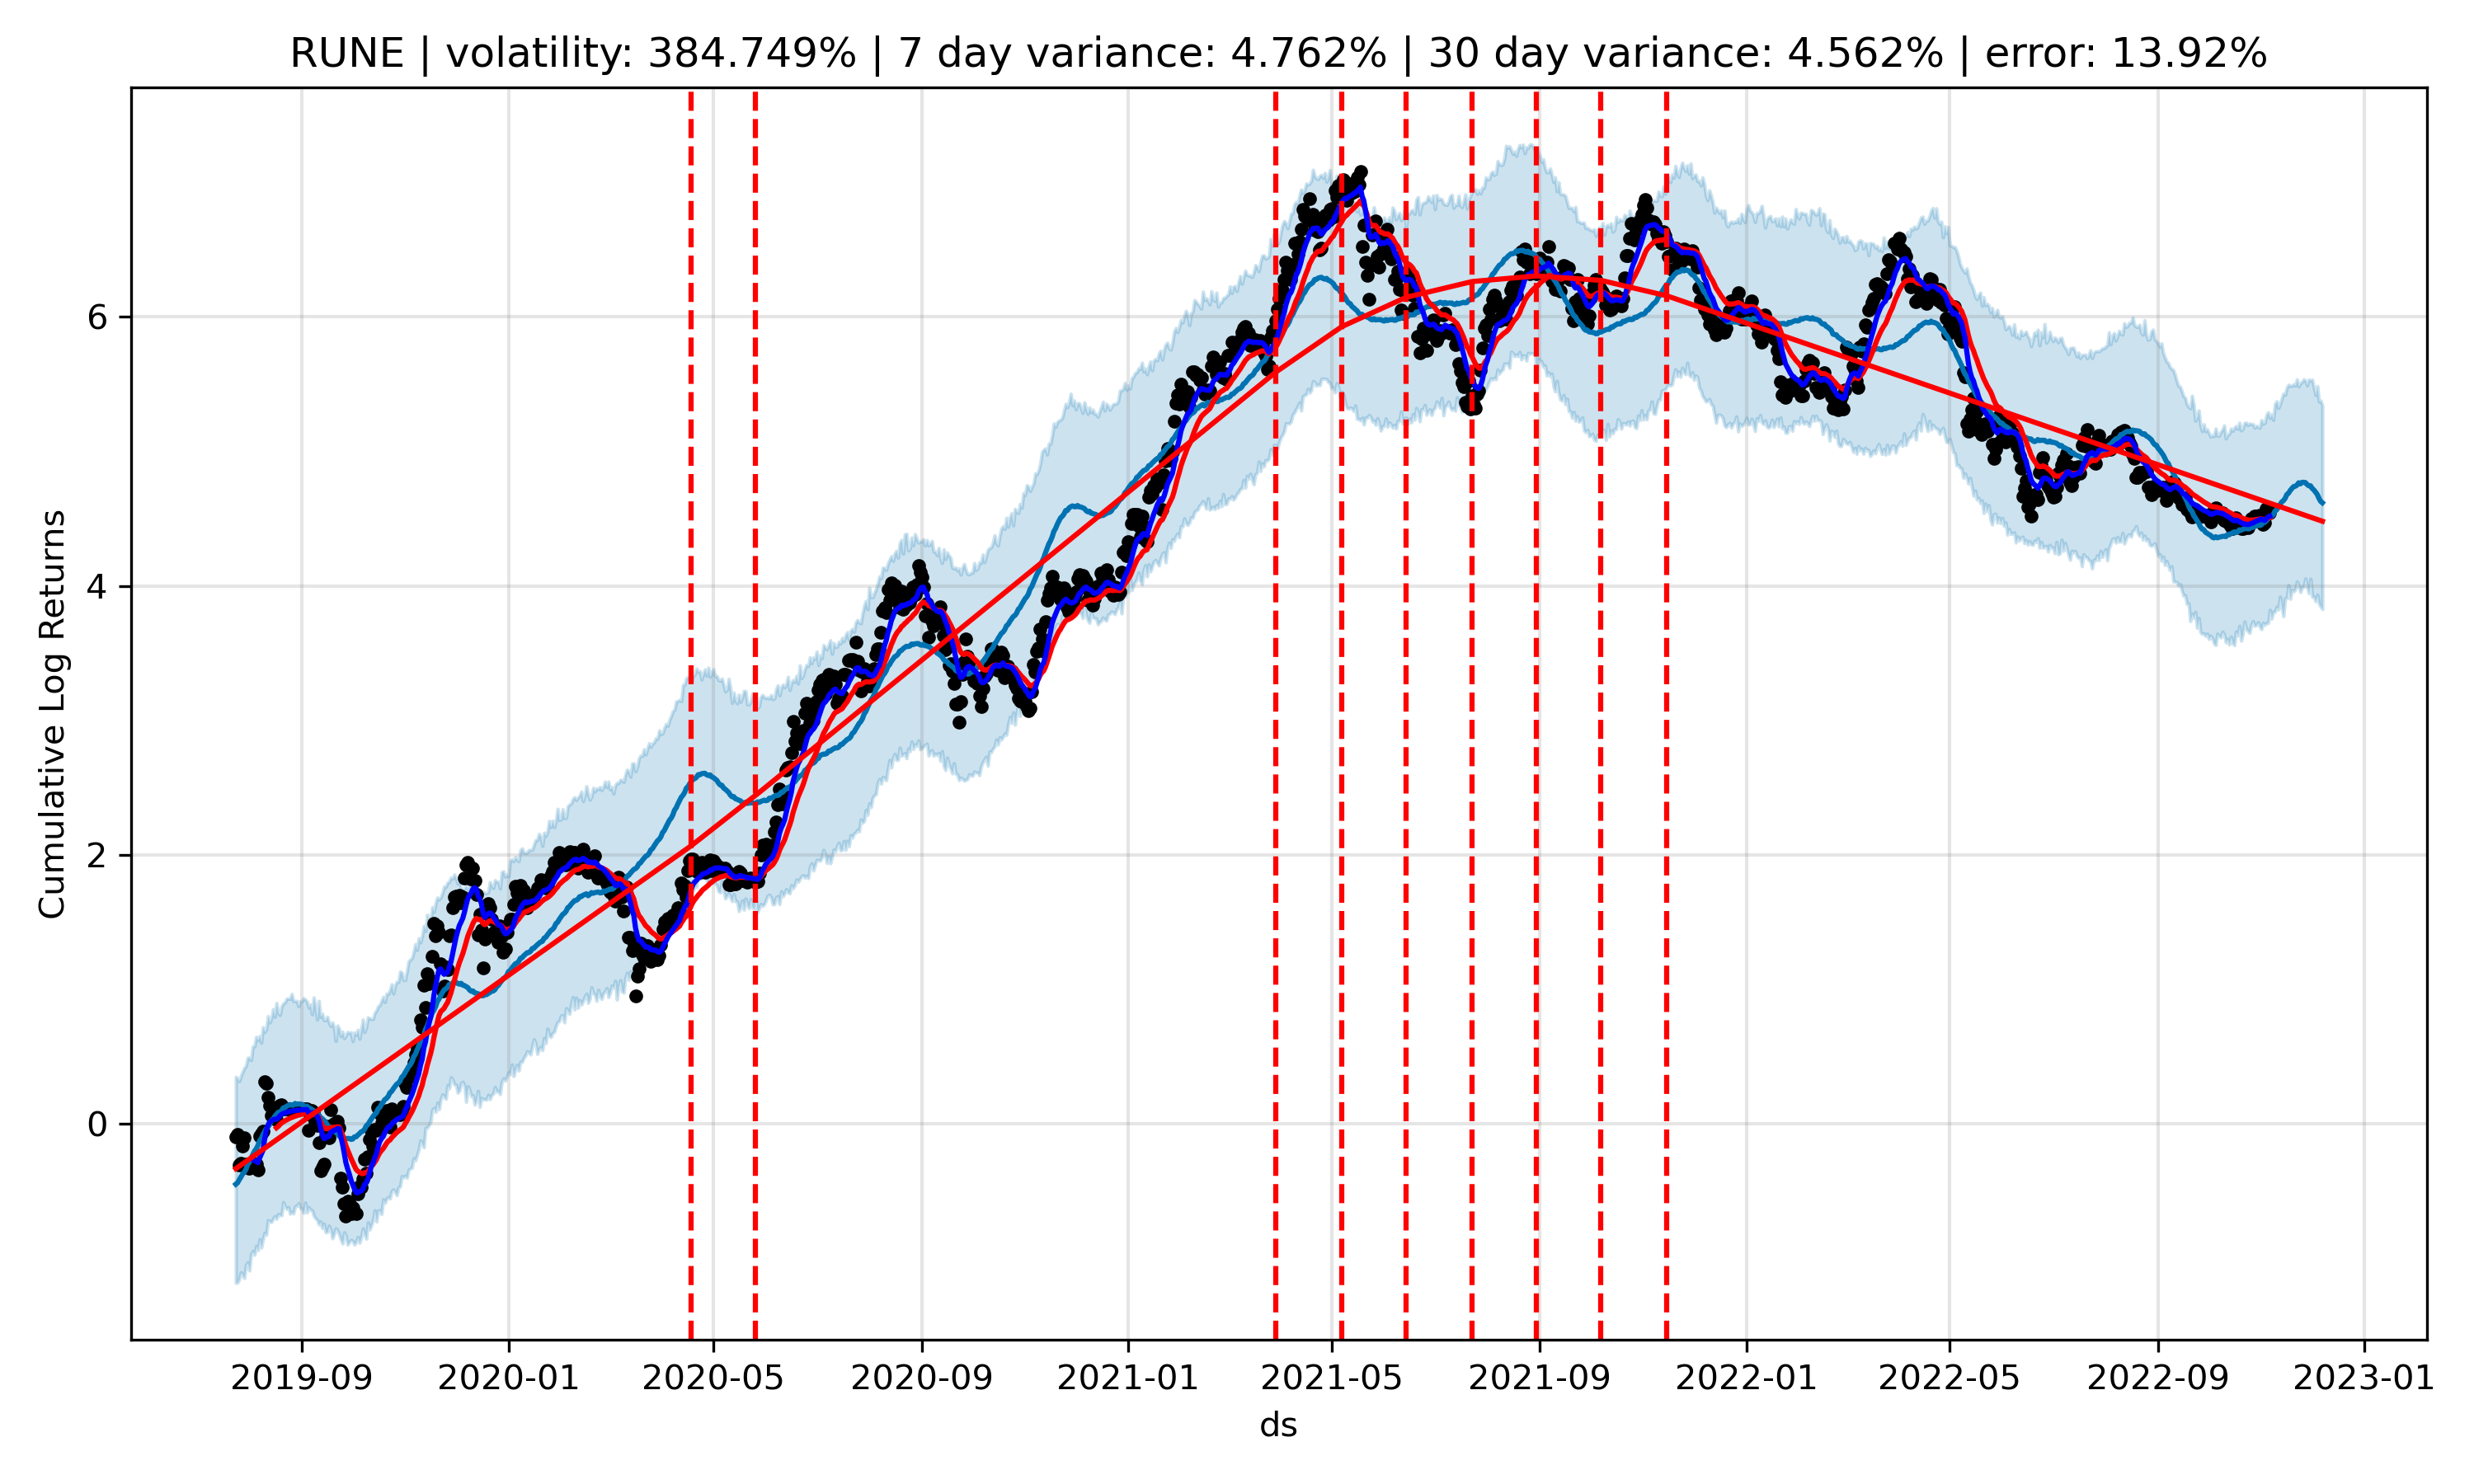 RUNE | volatility: 384.749% | 7 day variance: 4.762% | 30 day variance: 4.562% | error: 13.92%
Cumulative Log Returns
6
4
2
0
2019-09 2020-01 2020-05 2020-09 2021-01 2021-05 2021-09 2022-01 2022-05 2022-09 2023-01
ds